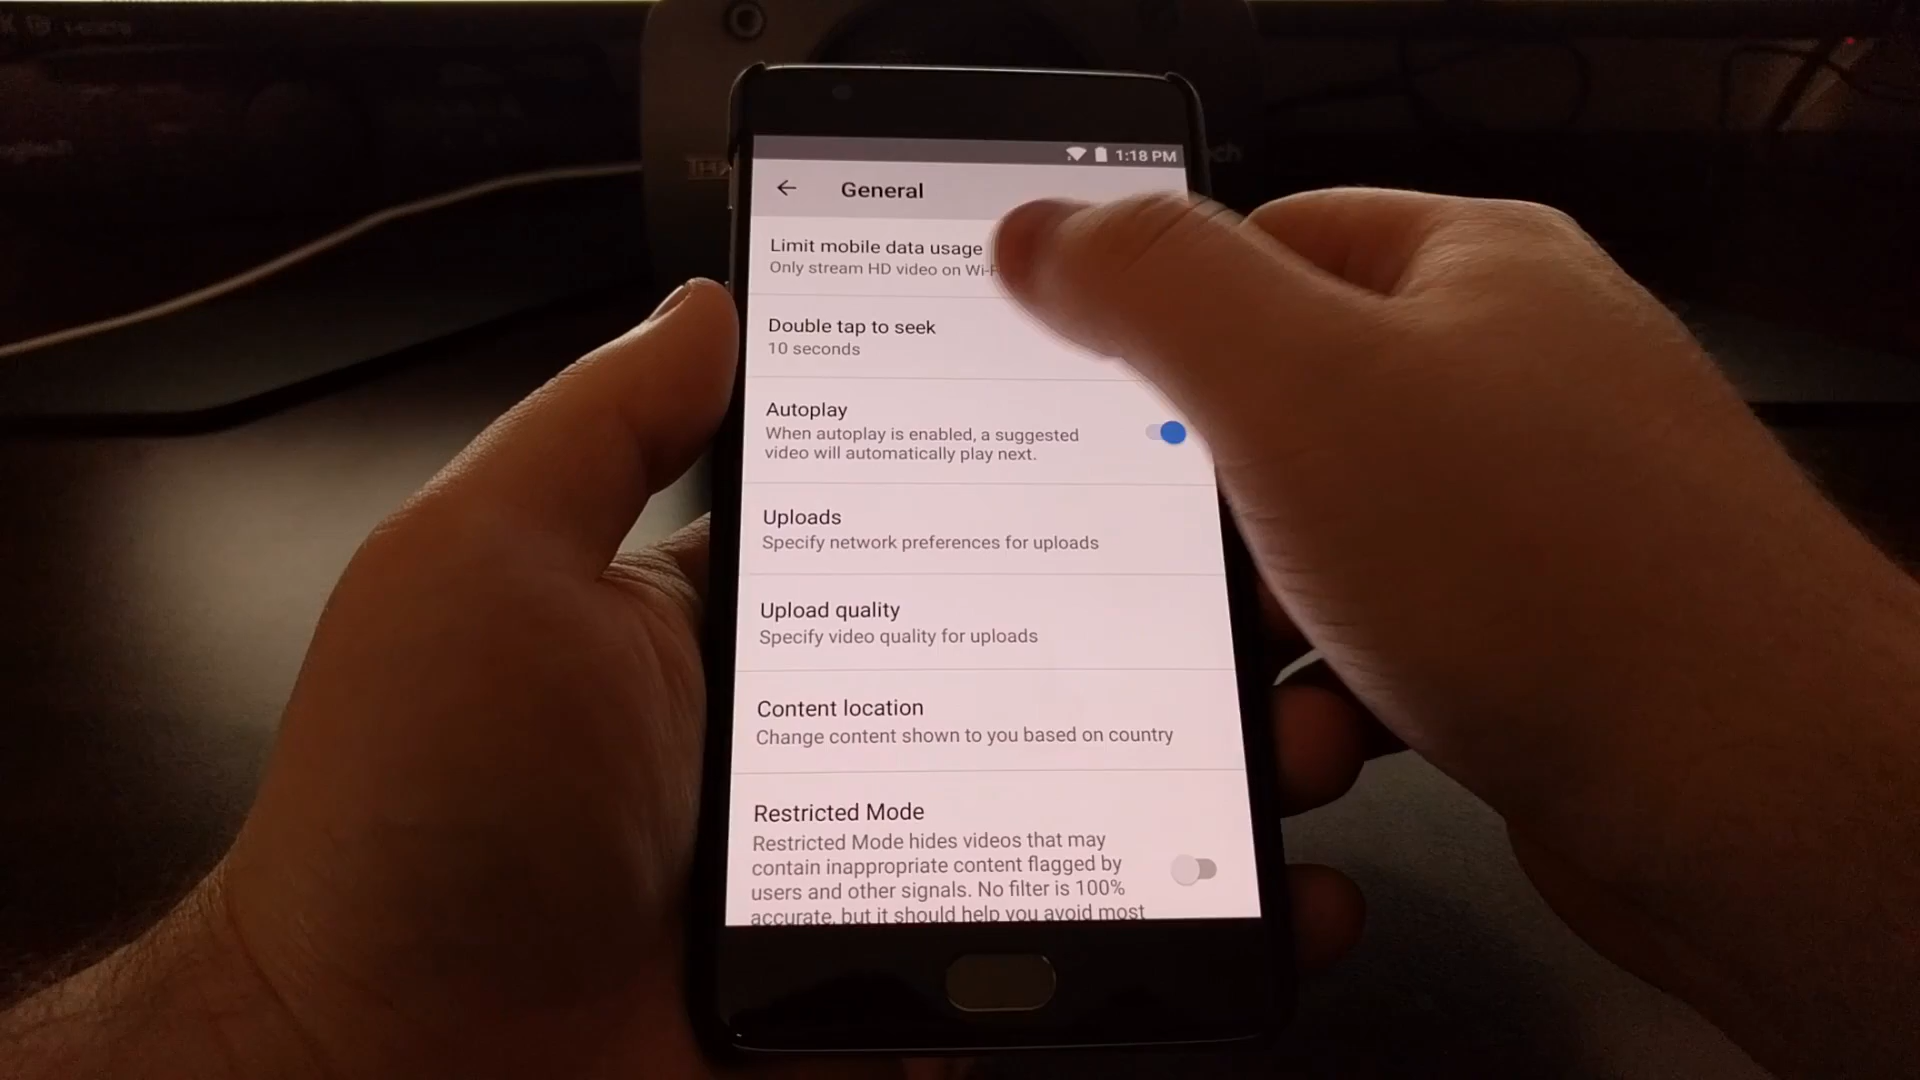 1:18 PM
General
Limit mobile data usage
Only stream HD video on Wi-F
Double tap to seek
10 seconds
Autoplay
When autoplay is enabled, a suggested
video will automatically play next.
Uploads
Specify network preferences for uploads
Upload quality
Specify video quality for uploads
Content location
Change content shown to you based on country
Restricted Mode
Restricted Mode hides videos that may
contain inappropriate content flagged by
users and other signals. No filter is 100%
accurate, but it should help you avoid most